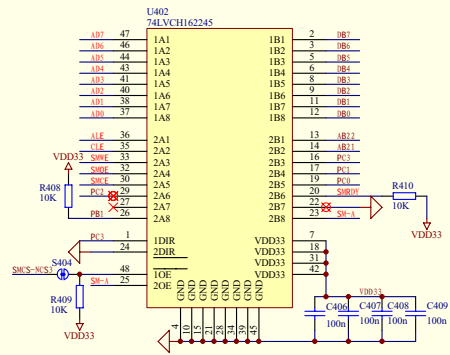 U402
74LVCH162245
AD7 47 1A1 1B1 2 DB7
AD6 46 1A2 1B2 3 DB6
AD5 44 1A3 1B3 5 DB5
AD4 43 1A4 1B4 6 DB4
AD3 41 1A5 1B5 8 DB3
AD2 40 1A6 1B6 9 DB2
AD1 38 1A7 1B7 11 DB1
AD0 37 1A8 1B8 12 DB0
ALE 36 2A1 2B1 13 AB22
CLE 35 2A2 2B2 14 AB21
VDD33 SMWE 33 2A3 2B3 16 PC3
SMOE 32 2A4 2B4 17 PC1
R408 SMCE 30 2A5 2B5 19 PC0
10K PC2 29 2A6 2B6 20 SMRDY R410
27 2A7 2B7 22 10K
PB1 26 2A8 2B8 23 SM-A
VDD33
PC3 1 1DIR VDD33 7
24 2DIR VDD33 18
S404 VDD33 31
SMCS-NCS3 48 1OE VDD33 42
SM-A 25 2OE
R409
10K
VDD33
GND GND GND GND GND GND GND GND
4 10 15 21 28 34 39 45
VDD33
C406 C407 C408 C409
100n 100n 100n 100n